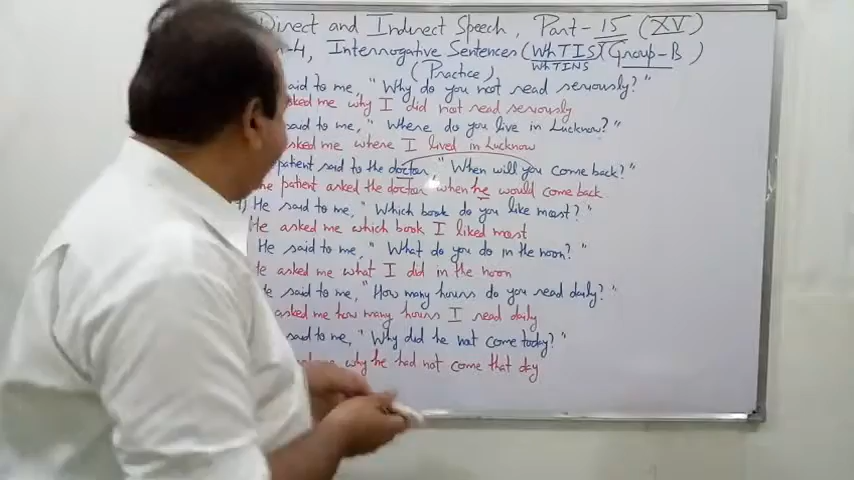 Direct and Indirect Speech, Part-15 (XV)
-4, Interrogative Sentences (WhTIS) (Group-B)
WhTINS
(Practice)
aid to me, "Why do you not read seriously?"
sked me why I did not read seriously
said to me, "Where do you live in Lucknow?"
sked me where I lived in Lucknow
patient said to the doctor, "When will you come back?"
patient asked the doctor when he would come back
He said to me, "Which book do you like most?"
He asked me which book I liked most
He said to me, "What do you do in the noon?"
He asked me what I did in the noon
He said to me, "How many hours do you read daily?"
asked me how many hours I read daily
said to me, "Why did he not come today?"
why he had not come that day